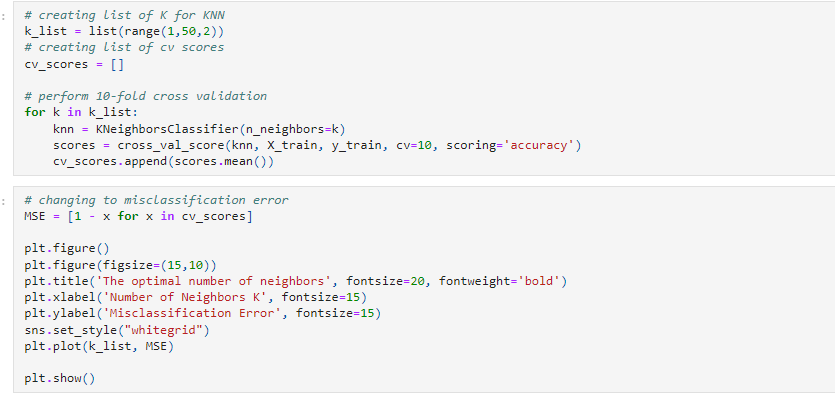 :
# creating list of K for KNN
k_list = list(range(1,50,2))
# creating list of cv scores
cv_scores = []
# perform 10-fold cross validation
for k in k_list:
    knn = KNeighborsClassifier(n_neighbors=k)
    scores = cross_val_score(knn, X_train, y_train, cv=10, scoring='accuracy')
    cv_scores.append(scores.mean())
:
# changing to misclassification error
MSE = [1 - x for x in cv_scores]
plt.figure()
plt.figure(figsize=(15,10))
plt.title('The optimal number of neighbors', fontsize=20, fontweight='bold')
plt.xlabel('Number of Neighbors K', fontsize=15)
plt.ylabel('Misclassification Error', fontsize=15)
sns.set_style("whitegrid")
plt.plot(k_list, MSE)
plt.show()